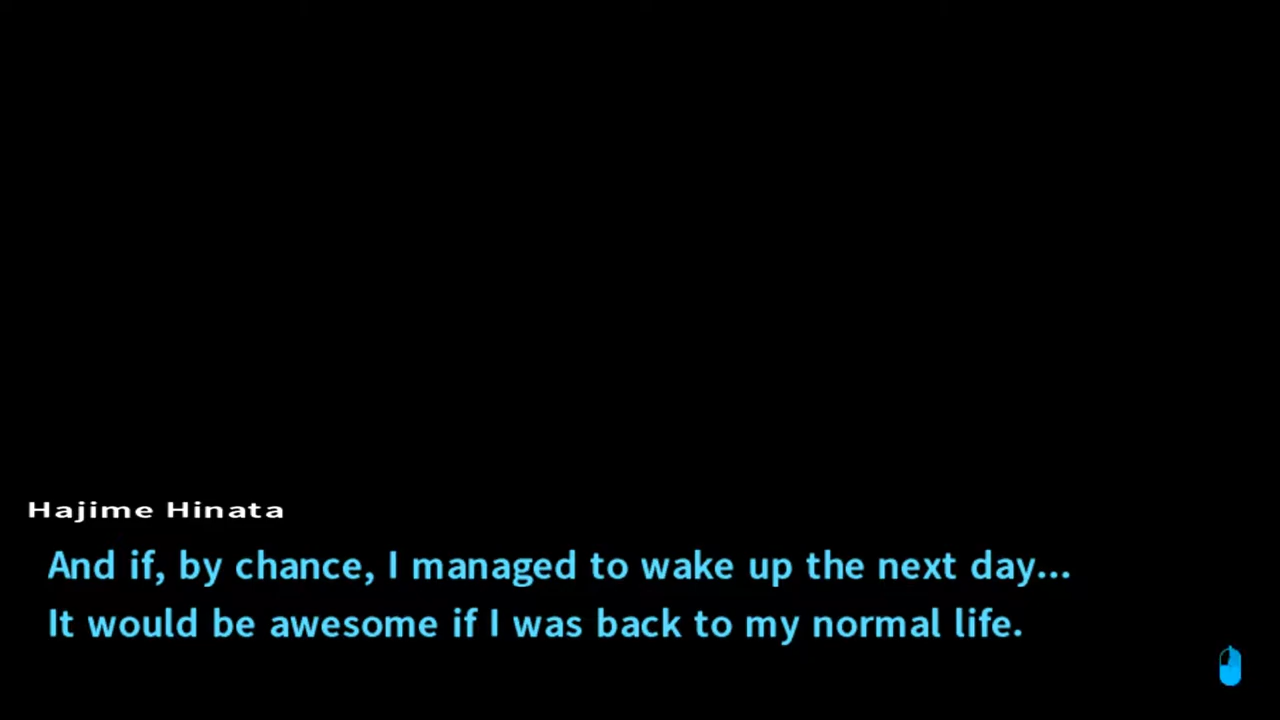 Hajime Hinata
And if, by chance, I managed to wake up the next day...
It would be awesome if I was back to my normal life.